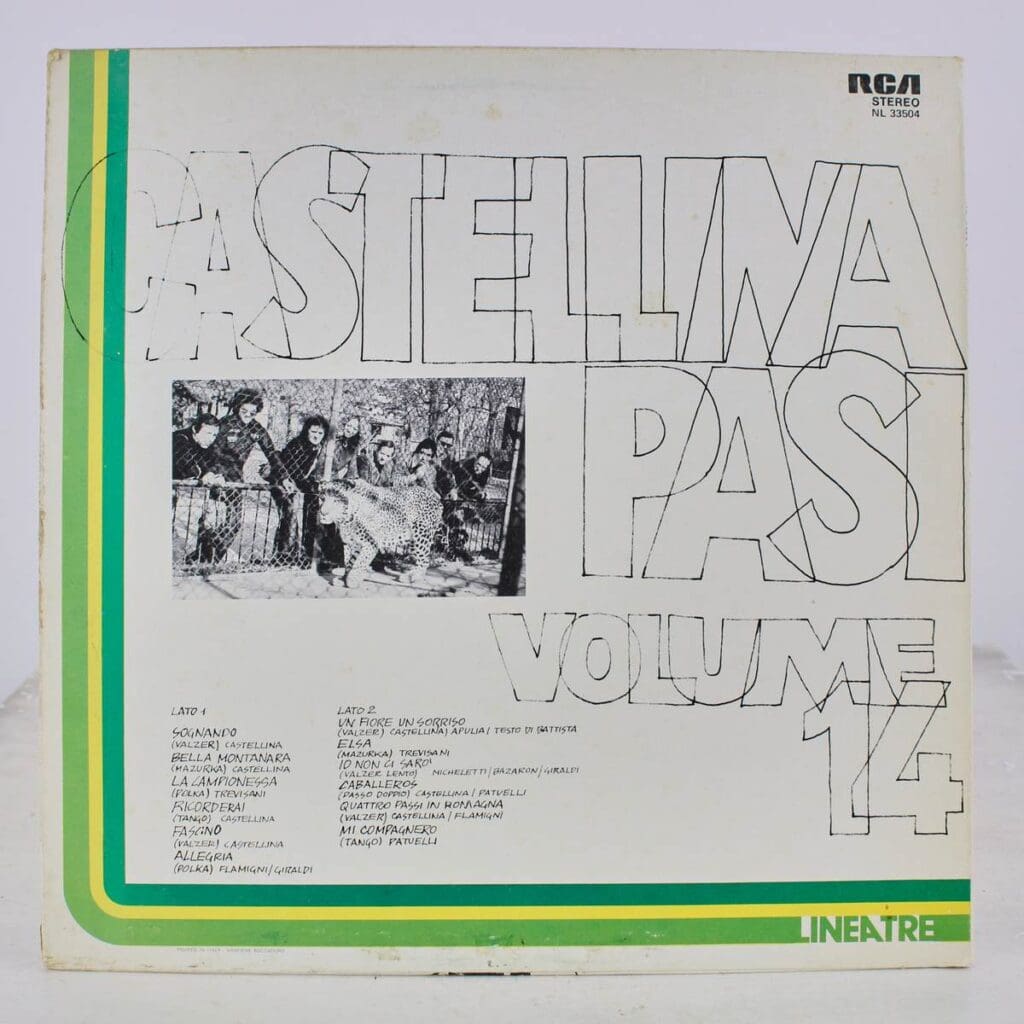 RCA
STEREO
NL 33504
CASTELLINA
PASI
VOLUME
14
LATO 1
SOGNANDO
(VALZER) CASTELLINA
BELLA MONTANARA
(MAZURKA) CASTELLINA
LA CAMPIONESSA
(POLKA) TREVISANI
RICORDERAI
(TANGO) CASTELLINA
FASCINO
(VALZER) CASTELLINA
ALLEGRIA
(POLKA) FLAMIGNI/GIRALDI
LATO 2
UN FIORE UN SORRISO
(VALZER) CASTELLINA/ APULIA/ TESTO DI BATTISTA
ELSA
(MAZURKA) TREVISANI
IO NON CI SARO'
(VALZER LENTO) MICHELETTI/BAZARON/GIRALDI
CABALLEROS
(PASSO DOPPIO) CASTELLINA/ PATUELLI
QUATTRO PASSI IN ROMAGNA
(VALZER) CASTELLINA/ FLAMIGNI
MI COMPAGNERO
(TANGO) PATUELLI
LINEATRE